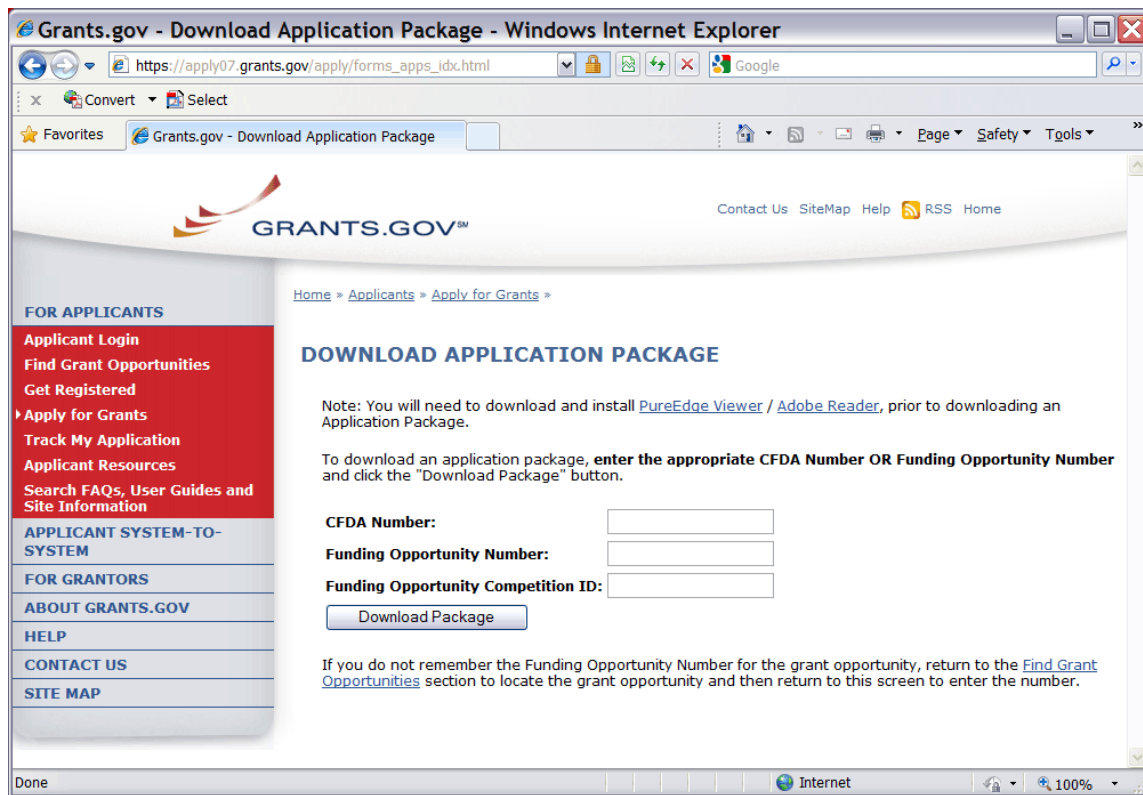 Grants.gov - Download Application Package - Windows Internet Explorer
https://apply07.grants.gov/apply/forms_apps_idx.html
Google
x Convert Select
Favorites
Grants.gov - Download Application Package
Page Safety Tools »
GRANTS.GOV℠
Contact Us SiteMap Help RSS Home
Home » Applicants » Apply for Grants »
FOR APPLICANTS
Applicant Login
Find Grant Opportunities
Get Registered
Apply for Grants
Track My Application
Applicant Resources
Search FAQs, User Guides and
Site Information
APPLICANT SYSTEM-TO-
SYSTEM
FOR GRANTORS
ABOUT GRANTS.GOV
HELP
CONTACT US
SITE MAP
DOWNLOAD APPLICATION PACKAGE
Note: You will need to download and install PureEdge Viewer / Adobe Reader, prior to downloading an
Application Package.
To download an application package, enter the appropriate CFDA Number OR Funding Opportunity Number
and click the "Download Package" button.
CFDA Number:
Funding Opportunity Number:
Funding Opportunity Competition ID:
Download Package
If you do not remember the Funding Opportunity Number for the grant opportunity, return to the Find Grant
Opportunities section to locate the grant opportunity and then return to this screen to enter the number.
Done
Internet
100%